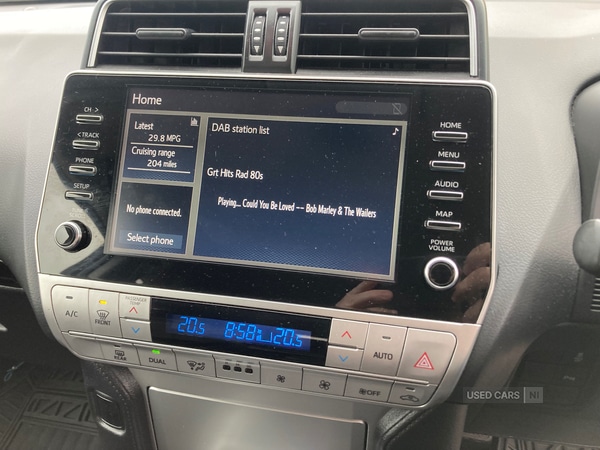 CH >
< TRACK
PHONE
SETUP
Home
Latest
29.8 MPG
Cruising range
204 miles
No phone connected.
Select phone
DAB station list
Grt Hits Rad 80s
Playing... Could You Be Loved -- Bob Marley & The Wailers
HOME
MENU
AUDIO
MAP
POWER
VOLUME
A/C
FRONT
PASSENGER
TEMP
20.5
8:58
20.5
AUTO
REAR
DUAL
OFF
USED CARS NI